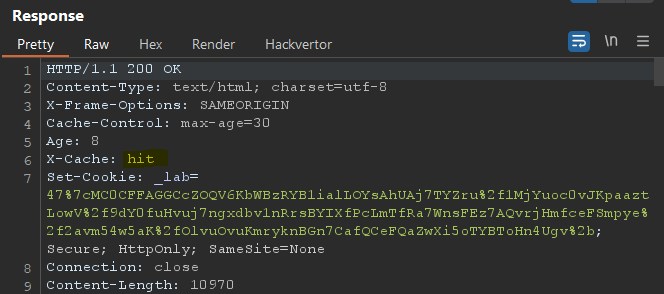 Response
Pretty Raw Hex Render Hackvertor
\n
1 HTTP/1.1 200 OK
2 Content-Type: text/html; charset=utf-8
3 X-Frame-Options: SAMEORIGIN
4 Cache-Control: max-age=30
5 Age: 8
6 X-Cache: hit
7 Set-Cookie: _lab=
47%7cMC0CFFAGGCcZOQV6KbWBzRYB1ialLOYsAhUAj7TYZru%2f1MjYuoc0vJKpaazt
LowV%2f9dY0fuHvuj7ngxdbvlnRrsBYIXfPcLmTfRa7WnsFEz7AQvrjHmfceFSmpye%
2f2avm54w5aK%2fOlvuOvuKmryknBGn7CafQCeFQaZwXi5oTYBToHn4Ugv%2b;
Secure; HttpOnly; SameSite=None
8 Connection: close
9 Content-Length: 10970